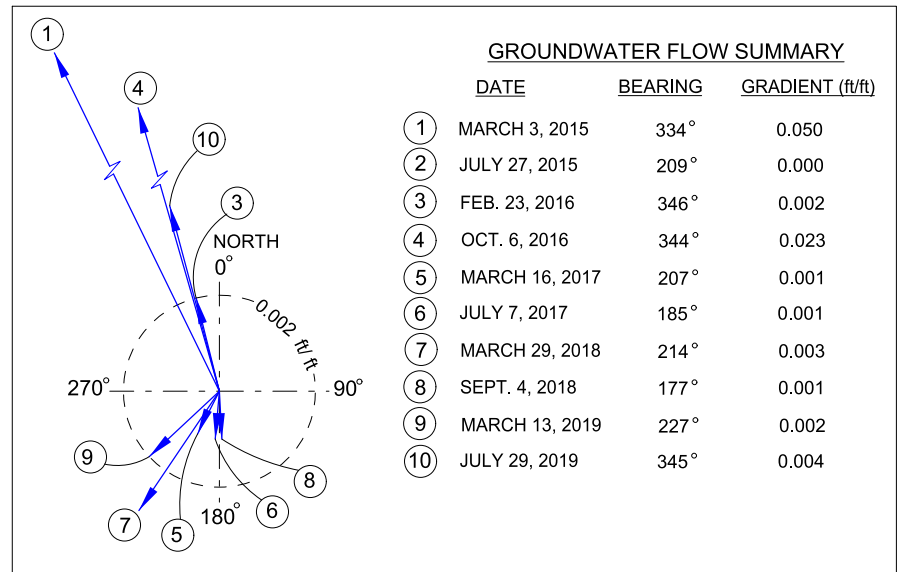 GROUNDWATER FLOW SUMMARY
DATE BEARING GRADIENT (ft/ft)
1 MARCH 3, 2015 334° 0.050
2 JULY 27, 2015 209° 0.000
3 FEB. 23, 2016 346° 0.002
4 OCT. 6, 2016 344° 0.023
5 MARCH 16, 2017 207° 0.001
6 JULY 7, 2017 185° 0.001
7 MARCH 29, 2018 214° 0.003
8 SEPT. 4, 2018 177° 0.001
9 MARCH 13, 2019 227° 0.002
10 JULY 29, 2019 345° 0.004
1
4
10
3
NORTH
0°
0.002 ft/ft
270°
90°
9
8
7
180°
6
5